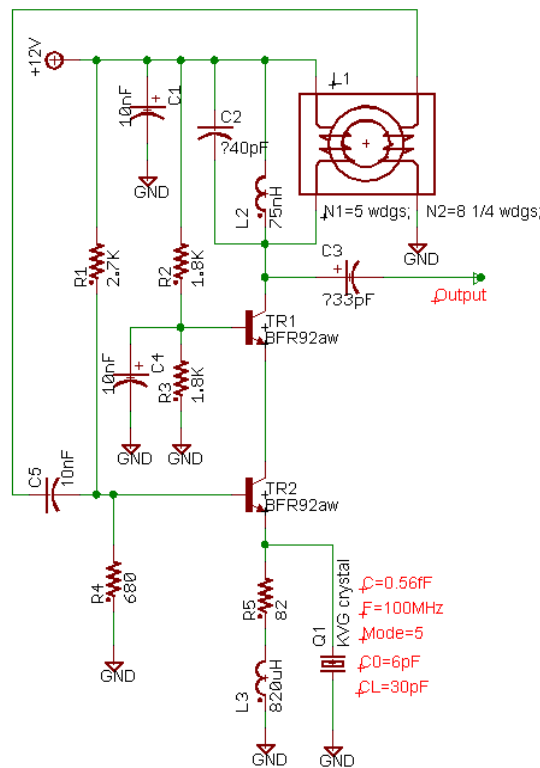 +12V
10nF
C1
C2
?40pF
L1
N1=5 wdgs;
N2=8 1/4 wdgs;
GND
L2
75nH
GND
R1
2.7K
R2
1.8K
C3
?33pF
Output
TR1
BFR92aw
10nF
C4
R3
1.8K
GND
GND
C5
10nF
TR2
BFR92aw
R4
680
GND
R5
82
L3
820uH
GND
Q1
KVG crystal
C=0.56fF
F=100MHz
Mode=5
C0=6pF
CL=30pF
GND